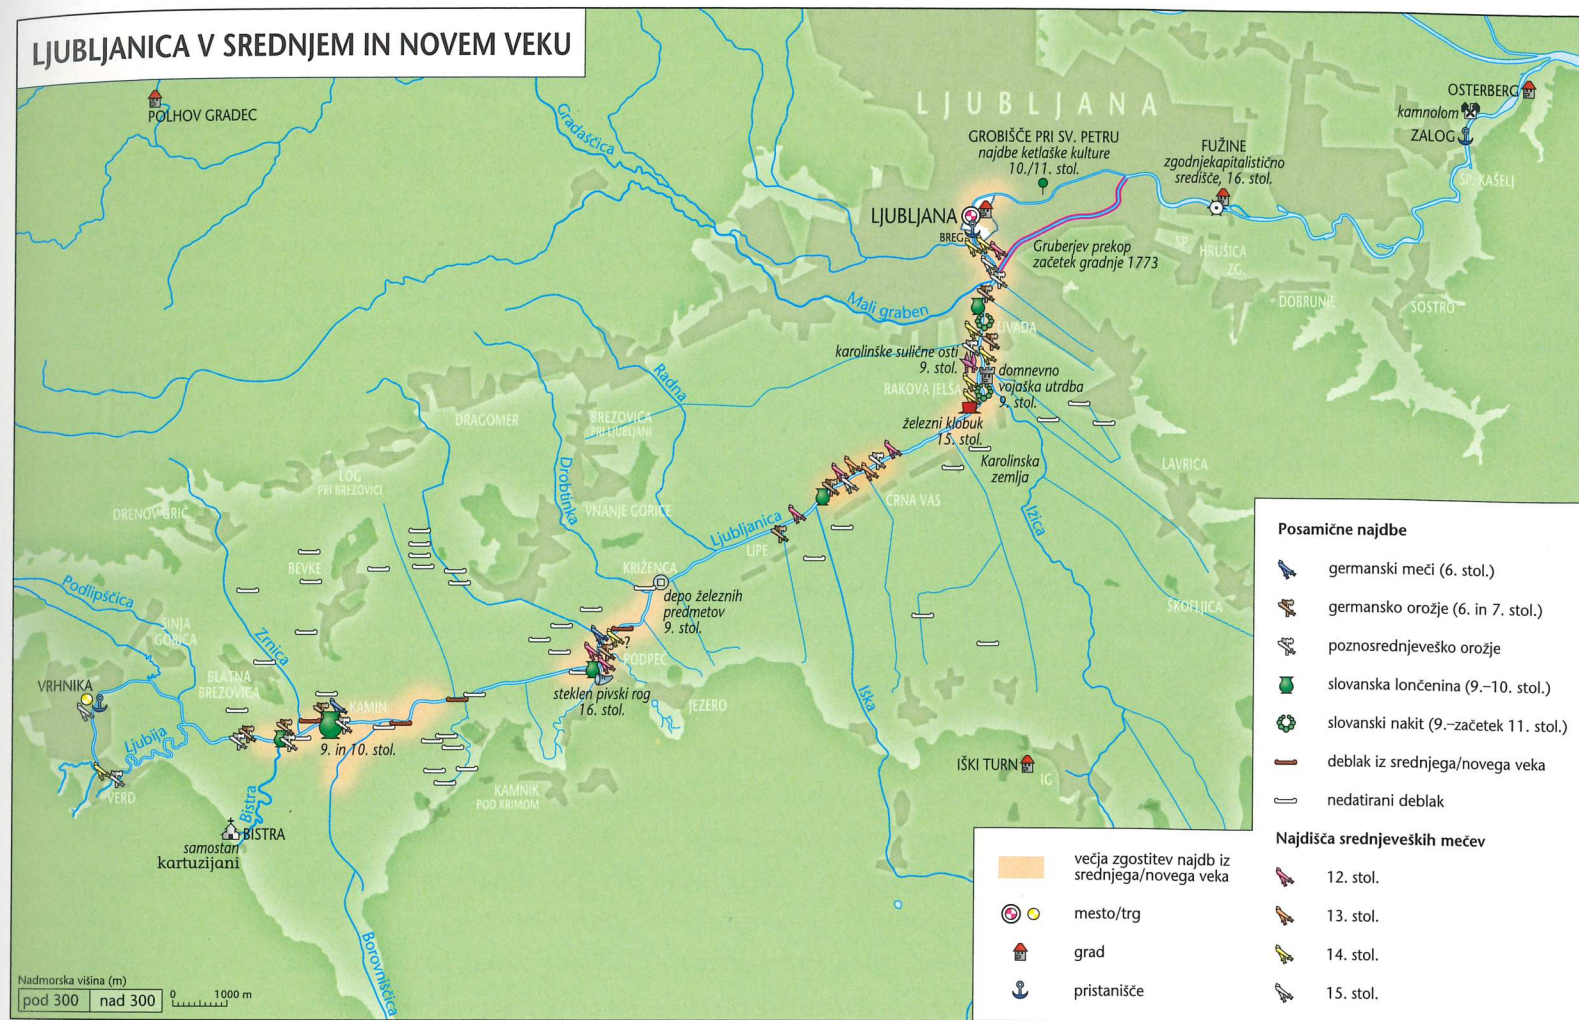 LJUBLJANICA V SREDNJEM IN NOVEM VEKU
POLHOV GRADEC
Gradaščica
LJUBLJANA
GROBIŠČE PRI SV. PETRU
najdbe ketlaške kulture
10./11. stol.
FUŽINE
zgodnjekapitalistično
središče, 16. stol.
OSTERBERG
kamnolom
ZALOG
SP. KAŠELJ
LJUBLJANA
BREG
Gruberjev prekop
začetek gradnje 1773
SP.
HRUŠICA
ZG.
DOBRUNJE
SOSTRO
Mali graben
karolinške sulične osti
9. stol.
RAKOVA JELŠA
domnevno
vojaška utrdba
9. stol.
železni klobuk
15. stol.
Karolinska
zemlja
LAVRICA
ŠKOFLJICA
Radna
DRAGOMER
BREZOVICA
PRI LJUBLJANI
LOG
PRI BREZOVICI
DRENOV GRIČ
Drobtinka
VNANJE GORICE
Ljubljanica
LIPE
ČRNA VAS
Ižica
BEVKE
KRIŽENCA
depo železnih
predmetov
9. stol.
Podlipščica
SINJA
GORICA
Zrnica
VRHNIKA
BLATNA
BREZOVICA
Ljubija
VERD
KAMIN
9. in 10. stol.
?
PODPEČ
steklen pivski rog
16. stol.
JEZERO
Iška
IŠKI TURN
IG
KAMNIK
POD KRIMOM
Bistra
BISTRA
samostan
kartuzijani
Borovniščica
Nadmorska višina (m)
pod 300 nad 300
0 1000 m
Posamične najdbe
germanski meči (6. stol.)
germansko orožje (6. in 7. stol.)
poznosrednjeveško orožje
slovanska lončenina (9.–10. stol.)
slovanski nakit (9.–začetek 11. stol.)
deblak iz srednjega/novega veka
nedatirani deblak
Najdišča srednjeveških mečev
12. stol.
13. stol.
14. stol.
15. stol.
večja zgostitev najdb iz
srednjega/novega veka
mesto/trg
grad
pristanišče